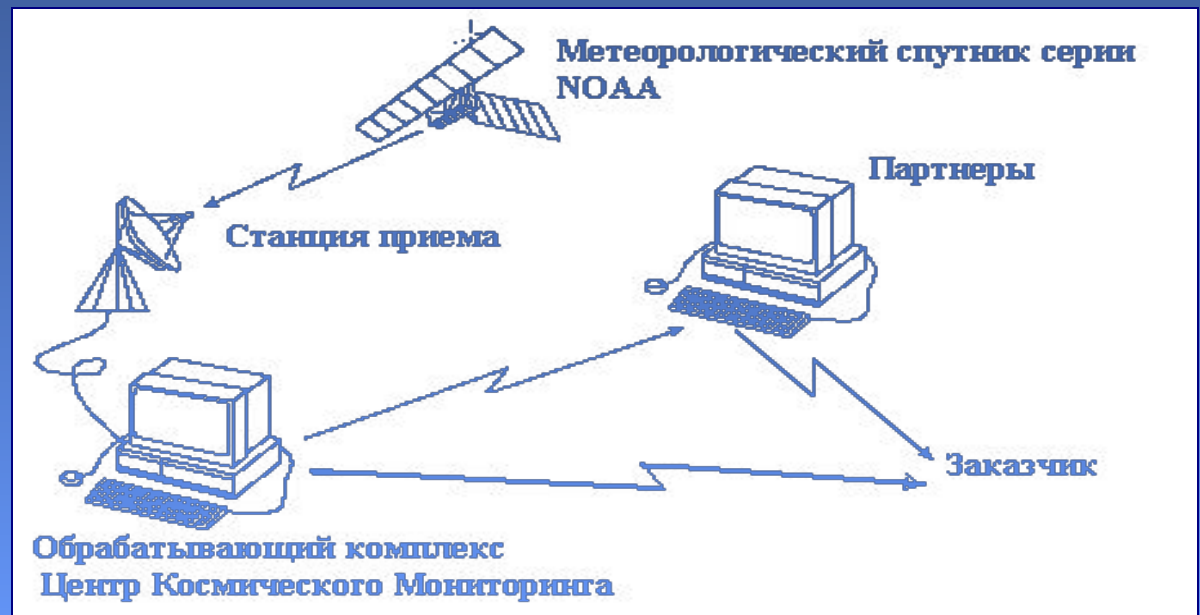 Метеорологический спутник серии
NOAA
Партнеры
Станция приема
Заказчик
Обрабатывающий комплекс
Центр Космического Мониторинга